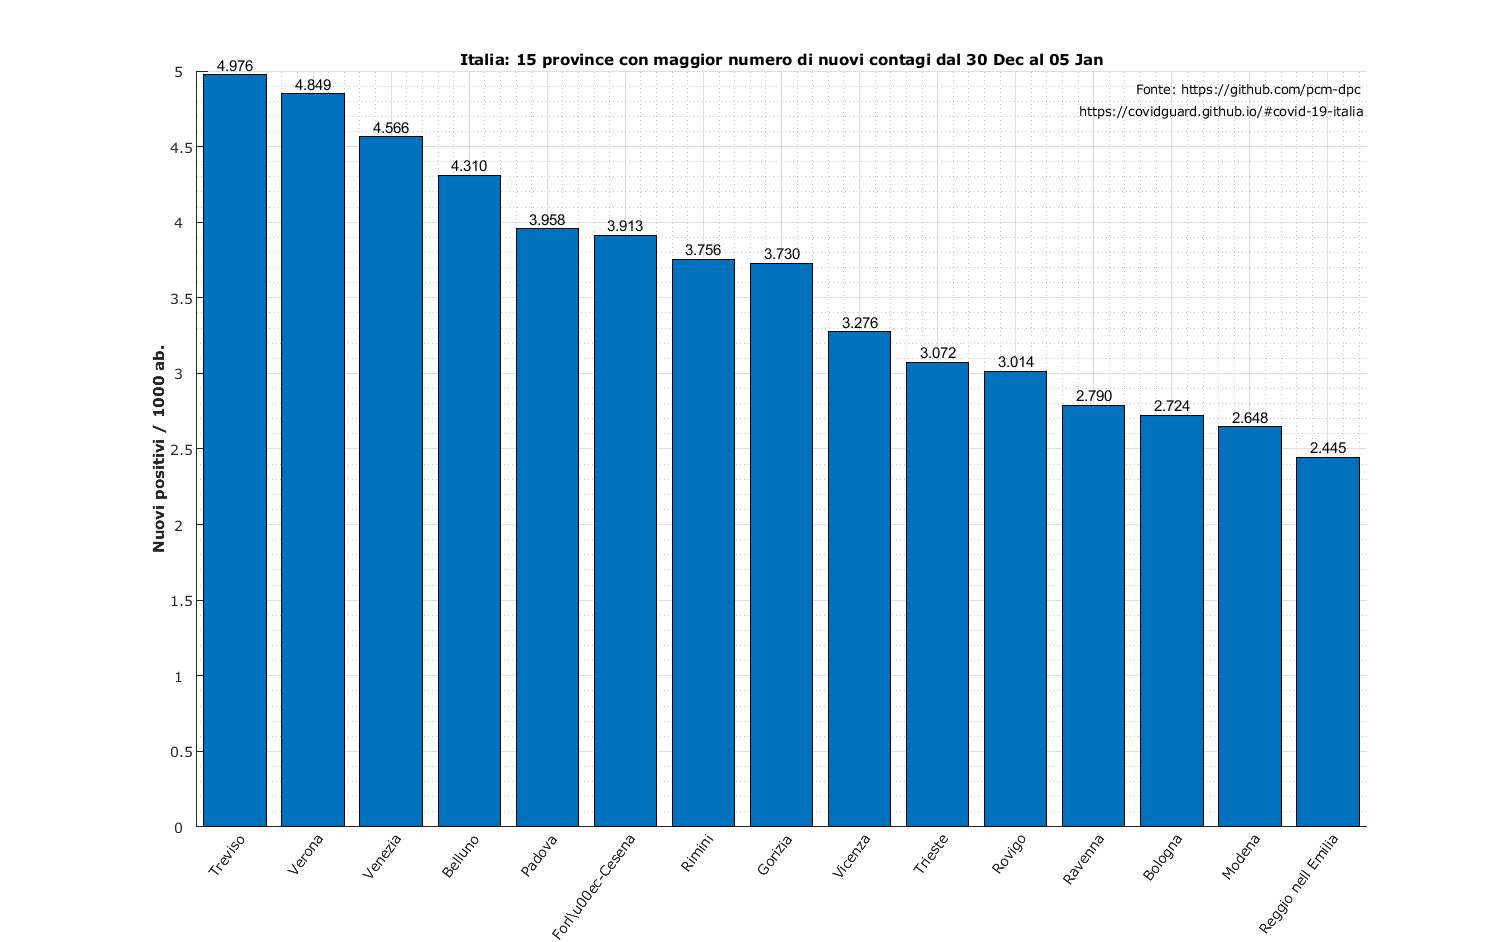 Italia: 15 province con maggior numero di nuovi contagi dal 30 Dec al 05 Jan
Fonte: https://github.com/pcm-dpc
https://covidguard.github.io/#covid-19-italia
Nuovi positivi / 1000 ab.
5
4.5
4
3.5
3
2.5
2
1.5
1
0.5
0
4.976
4.849
4.566
4.310
3.958
3.913
3.756
3.730
3.276
3.072
3.014
2.790
2.724
2.648
2.445
Treviso
Verona
Venezia
Belluno
Padova
Forl\u00ec-Cesena
Rimini
Gorizia
Vicenza
Trieste
Rovigo
Ravenna
Bologna
Modena
Reggio nell Emilia